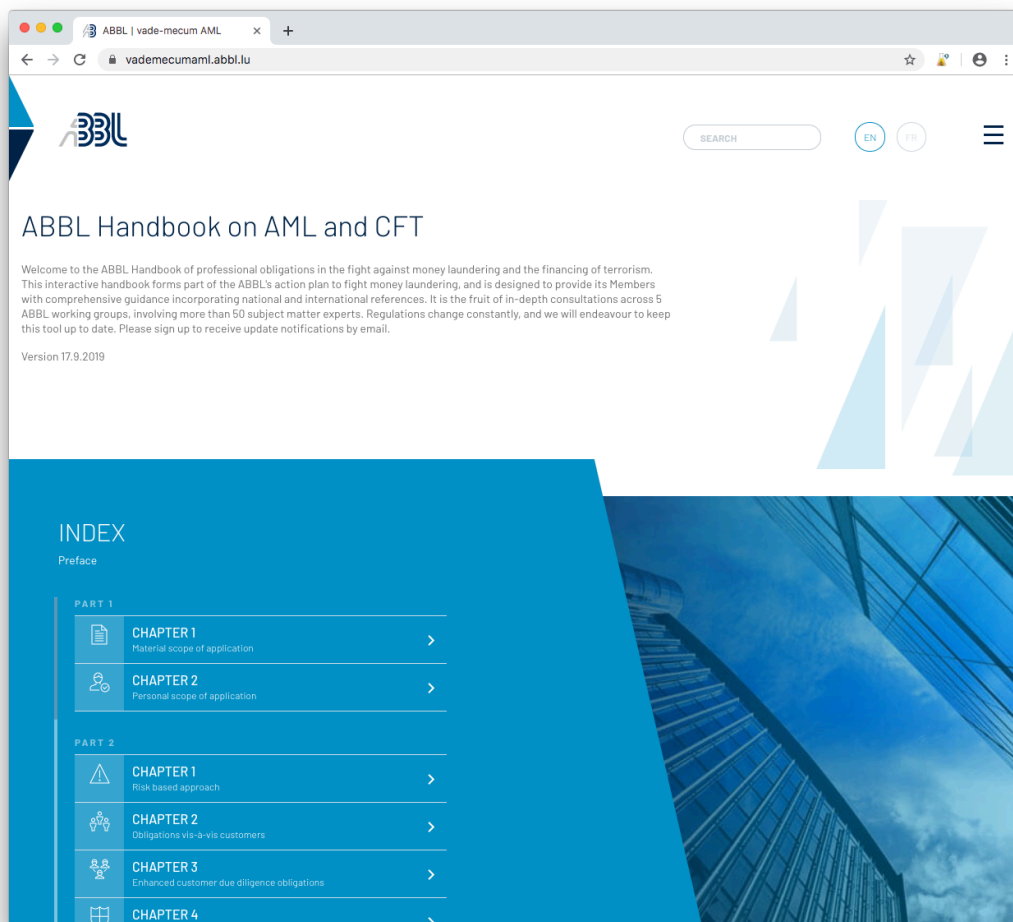 ABBL | vade-mecum AML
vademecumaml.abbl.lu
ABBL
SEARCH
EN
FR
ABBL Handbook on AML and CFT
Welcome to the ABBL Handbook of professional obligations in the fight against money laundering and the financing of terrorism.
This interactive handbook forms part of the ABBL's action plan to fight money laundering, and is designed to provide its Members
with comprehensive guidance incorporating national and international references. It is the fruit of in-depth consultations across 5
ABBL working groups, involving more than 50 subject matter experts. Regulations change constantly, and we will endeavour to keep
this tool up to date. Please sign up to receive update notifications by email.
Version 17.9.2019
INDEX
Preface
PART 1
CHAPTER 1
Material scope of application
CHAPTER 2
Personal scope of application
PART 2
CHAPTER 1
Risk based approach
CHAPTER 2
Obligations vis-à-vis customers
CHAPTER 3
Enhanced customer due diligence obligations
CHAPTER 4